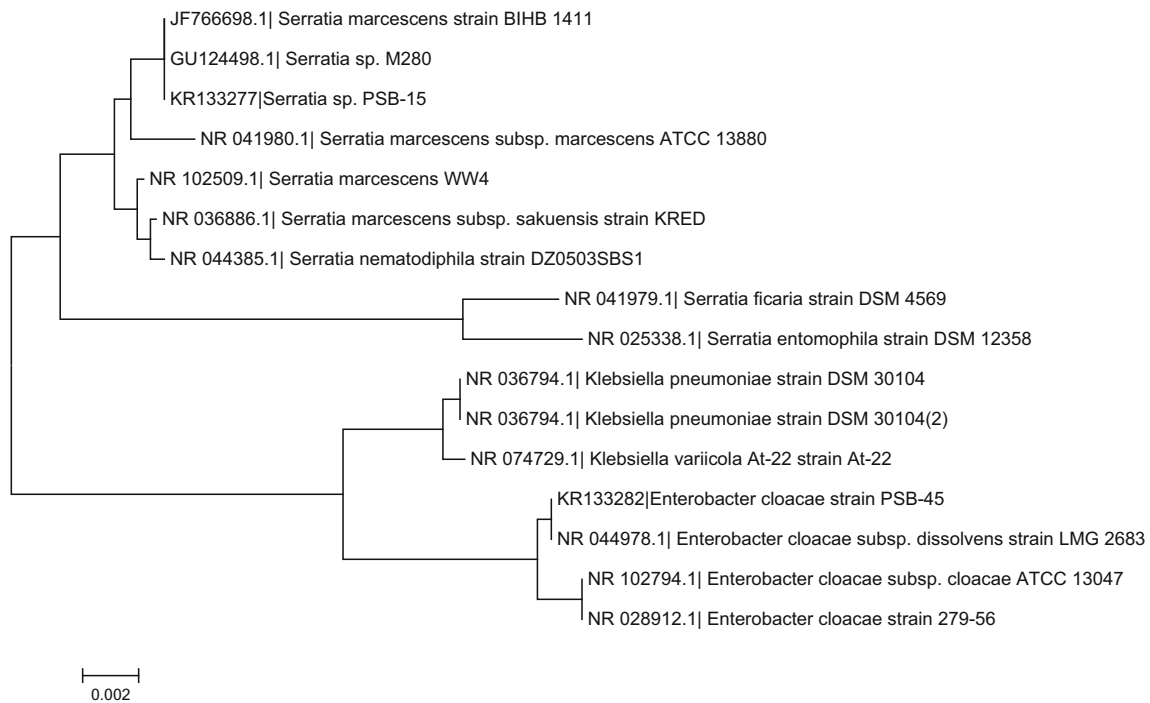 JF766698.1| Serratia marcescens strain BIHB 1411
GU124498.1| Serratia sp. M280
KR133277|Serratia sp. PSB-15
NR 041980.1| Serratia marcescens subsp. marcescens ATCC 13880
NR 102509.1| Serratia marcescens WW4
NR 036886.1| Serratia marcescens subsp. sakuensis strain KRED
NR 044385.1| Serratia nematodiphila strain DZ0503SBS1
NR 041979.1| Serratia ficaria strain DSM 4569
NR 025338.1| Serratia entomophila strain DSM 12358
NR 036794.1| Klebsiella pneumoniae strain DSM 30104
NR 036794.1| Klebsiella pneumoniae strain DSM 30104(2)
NR 074729.1| Klebsiella variicola At-22 strain At-22
KR133282|Enterobacter cloacae strain PSB-45
NR 044978.1| Enterobacter cloacae subsp. dissolvens strain LMG 2683
NR 102794.1| Enterobacter cloacae subsp. cloacae ATCC 13047
NR 028912.1| Enterobacter cloacae strain 279-56
0.002